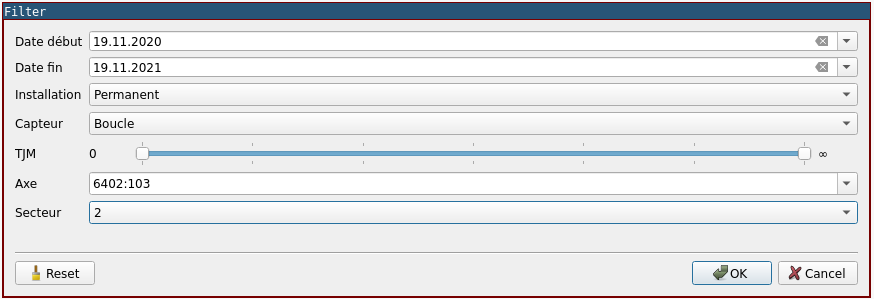 Filter
Date début 19.11.2020
Date fin 19.11.2021
Installation Permanent
Capteur Boucle
TJM 0 ∞
Axe 6402:103
Secteur 2
Reset OK Cancel